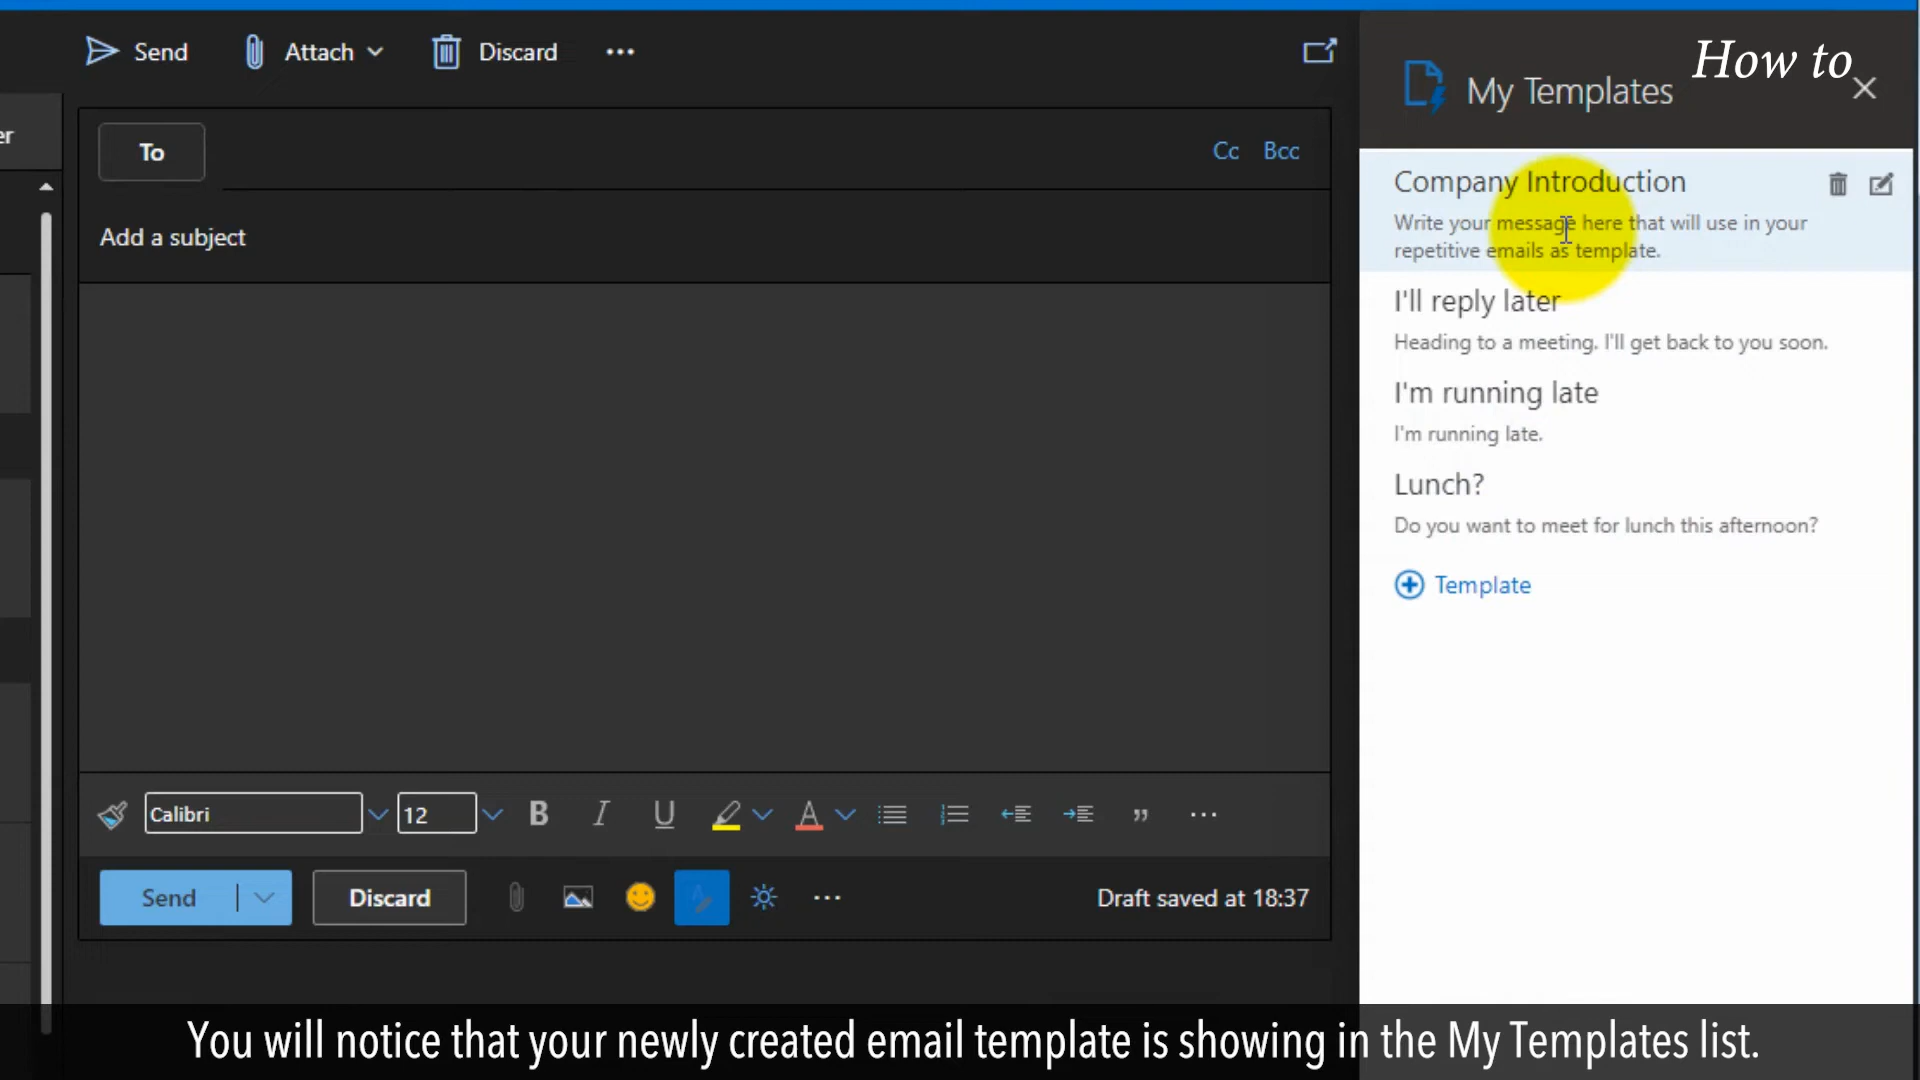 How to
Send
Attach
Discard
...
My Templates
er
To
Cc
Bcc
Add a subject
Company Introduction
Write your message here that will use in your
repetitive emails as template.
I'll reply later
Heading to a meeting. I'll get back to you soon.
I'm running late
I'm running late.
Lunch?
Do you want to meet for lunch this afternoon?
Template
Calibri
12
B
I
U
A
Send
Discard
Draft saved at 18:37
You will notice that your newly created email template is showing in the My Templates list.